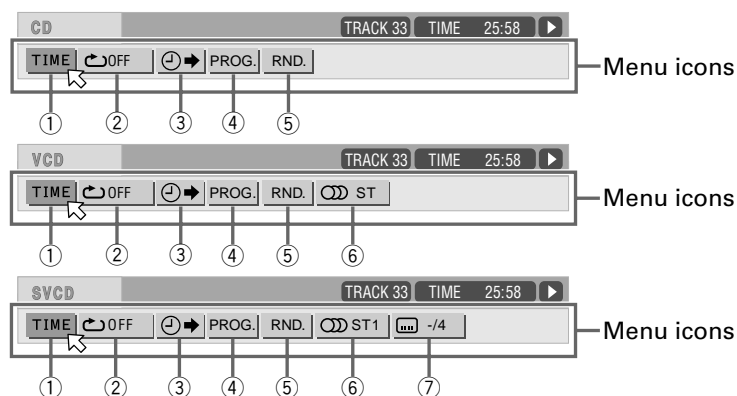 CD TRACK 33 TIME 25:58
TIME OFF PROG. RND. Menu icons
1 2 3 4 5
VCD TRACK 33 TIME 25:58
TIME OFF PROG. RND. ST Menu icons
1 2 3 4 5 6
SVCD TRACK 33 TIME 25:58
TIME OFF PROG. RND. ST1 -/4 Menu icons
1 2 3 4 5 6 7